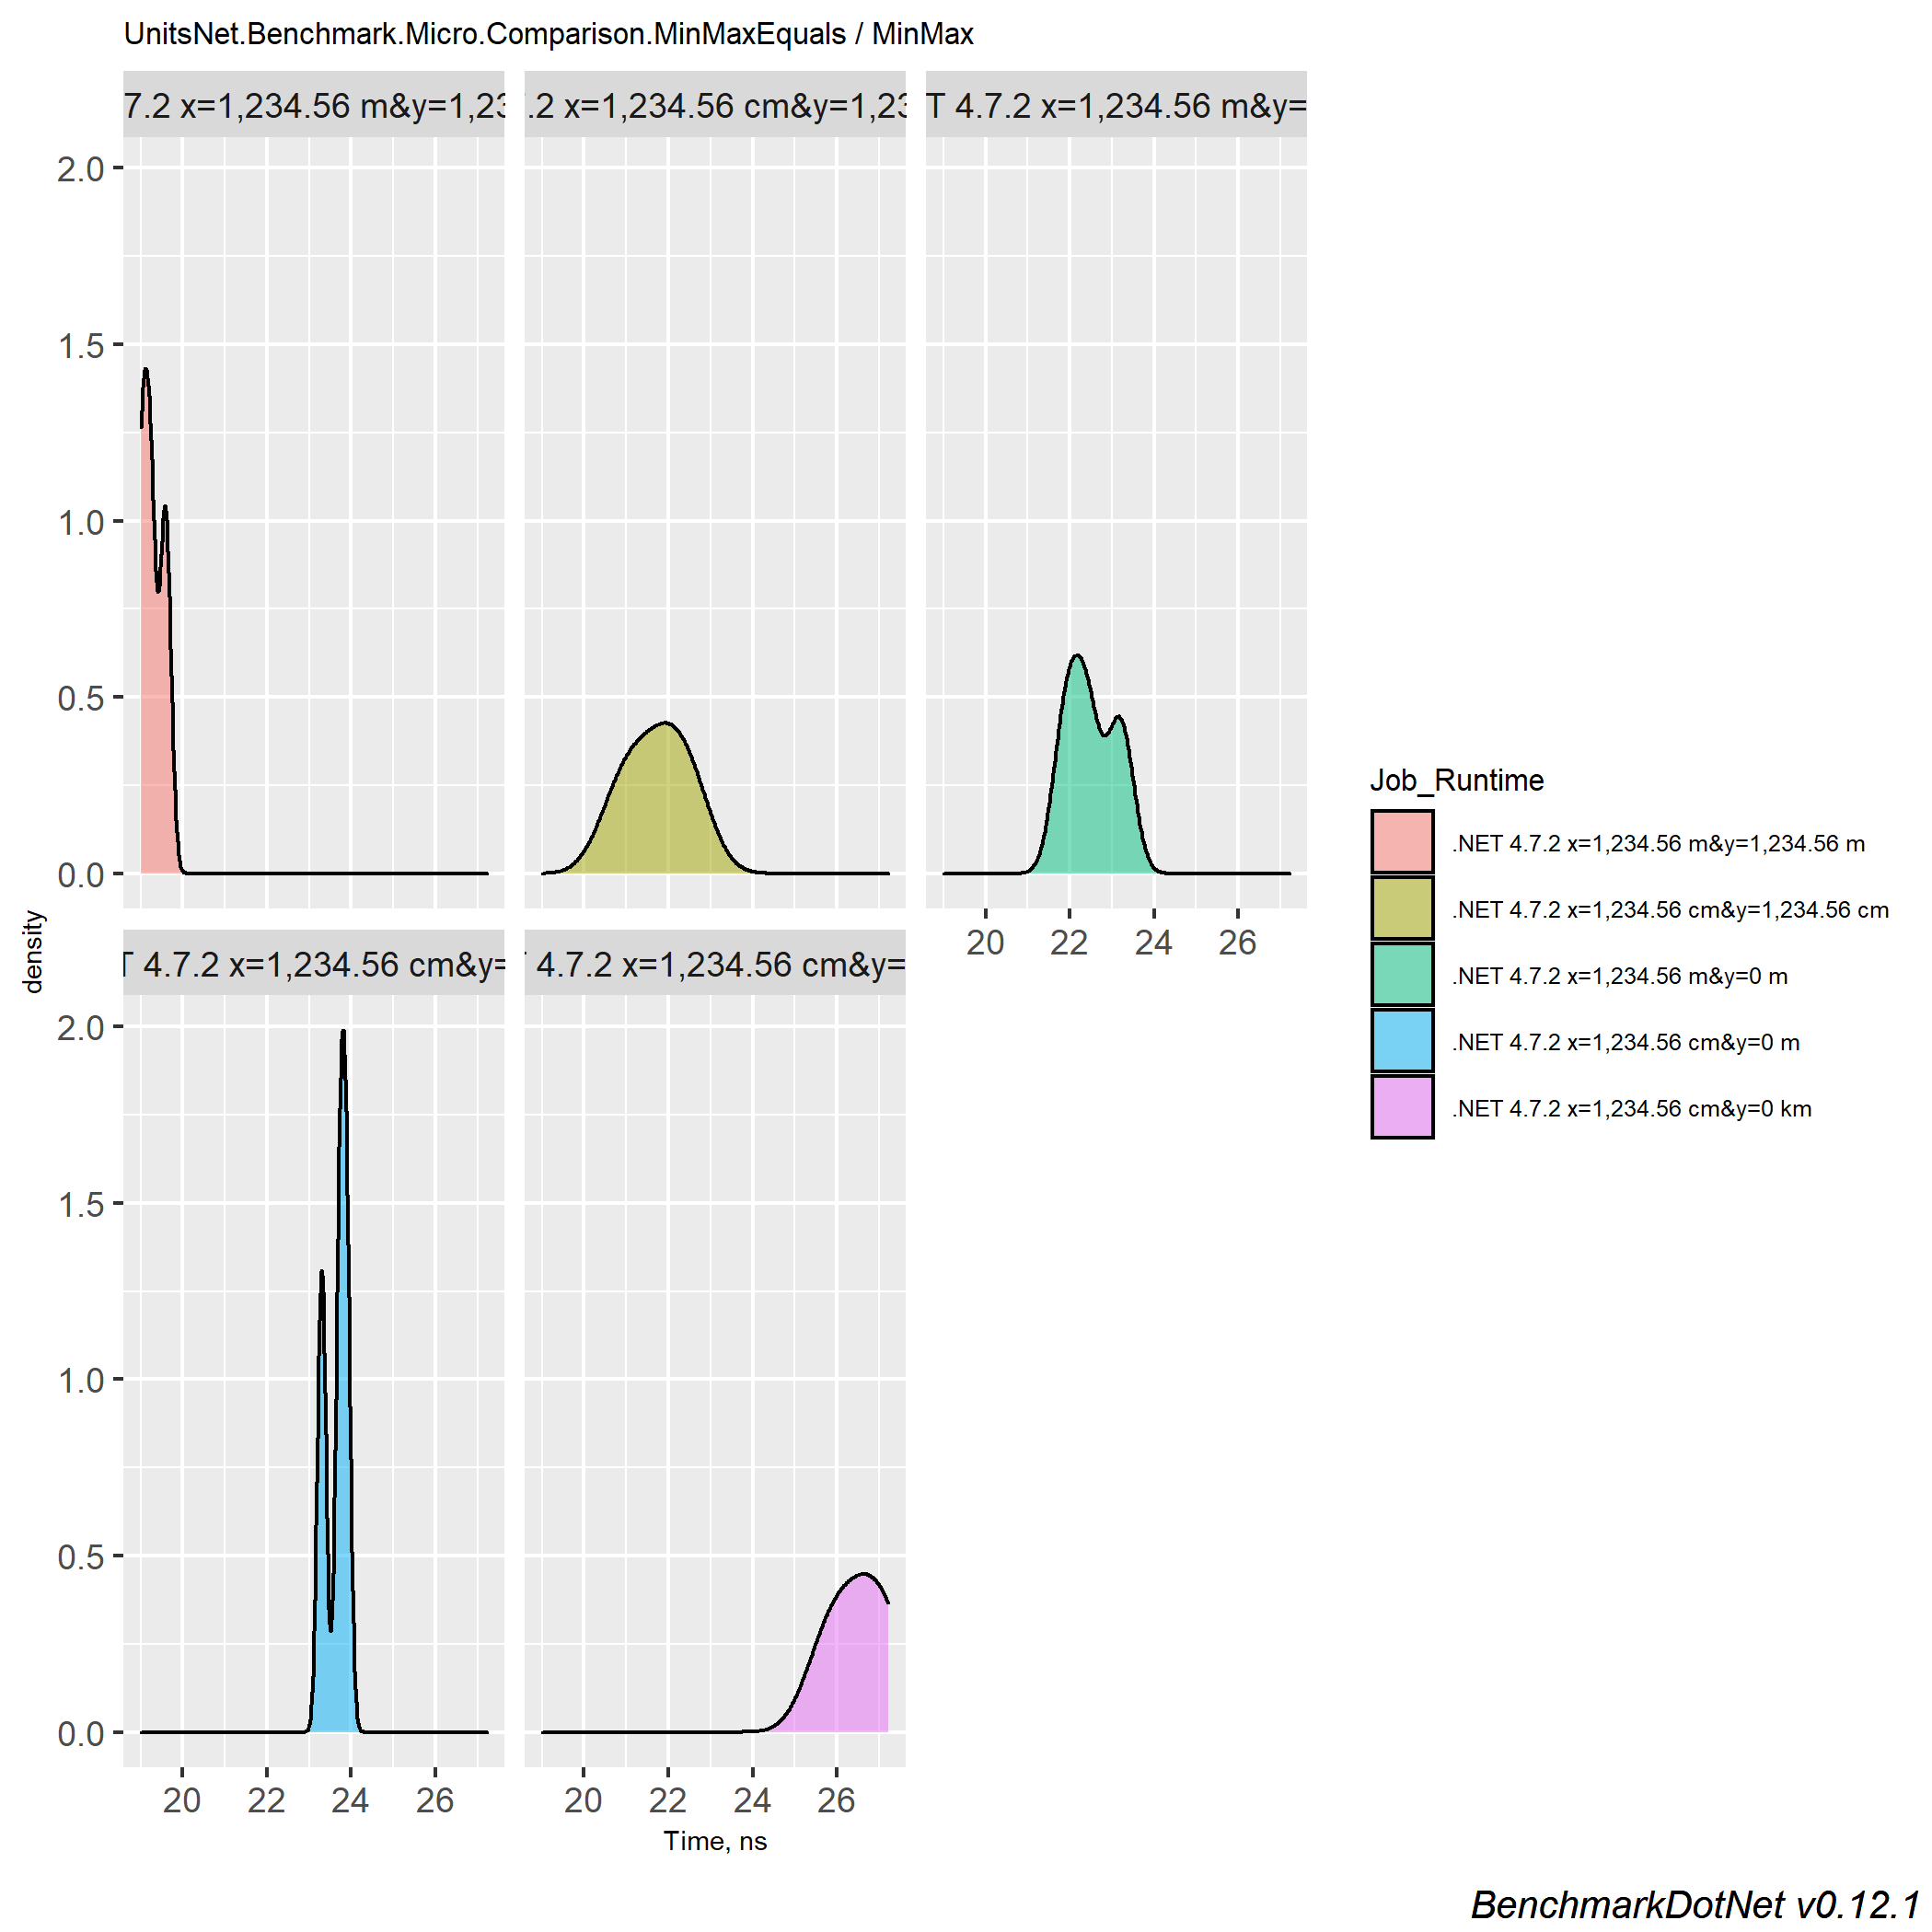 UnitsNet.Benchmark.Micro.Comparison.MinMaxEquals / MinMax
7.2 x=1,234.56 m&y=1,23
.2 x=1,234.56 cm&y=1,23
T 4.7.2 x=1,234.56 m&y=
2.0
1.5
1.0
0.5
0.0
20 22 24 26
density
T 4.7.2 x=1,234.56 cm&y=
4.7.2 x=1,234.56 cm&y=
2.0
1.5
1.0
0.5
0.0
20 22 24 26
20 22 24 26
Time, ns
Job_Runtime
.NET 4.7.2 x=1,234.56 m&y=1,234.56 m
.NET 4.7.2 x=1,234.56 cm&y=1,234.56 cm
.NET 4.7.2 x=1,234.56 m&y=0 m
.NET 4.7.2 x=1,234.56 cm&y=0 m
.NET 4.7.2 x=1,234.56 cm&y=0 km
BenchmarkDotNet v0.12.1